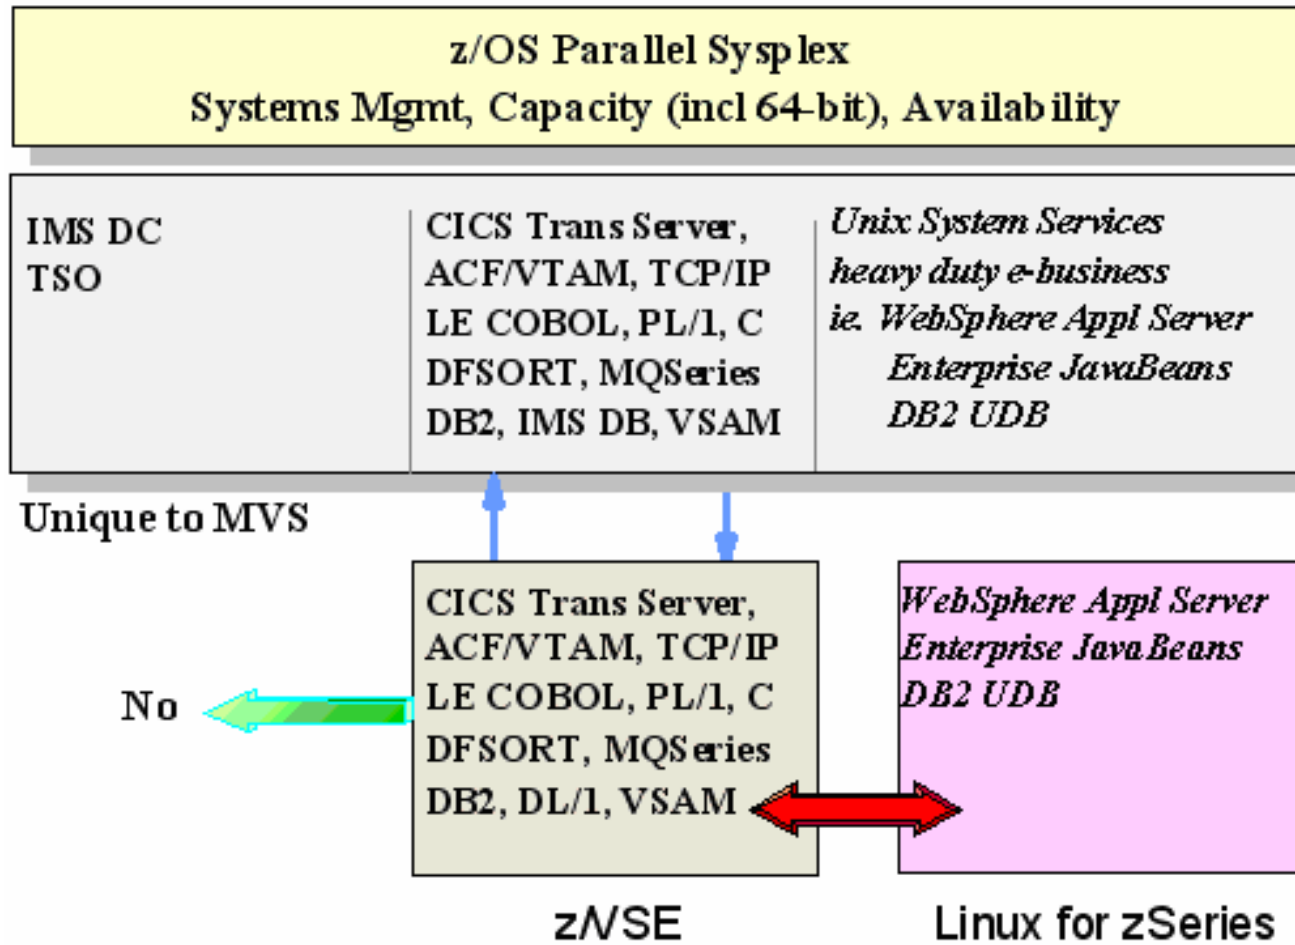 z/OS Parallel Sysplex
Systems Mgmt, Capacity (incl 64-bit), Availability
IMS DC
TSO
CICS Trans Server,
ACF/VTAM, TCP/IP
LE COBOL, PL/1, C
DFSORT, MQSeries
DB2, IMS DB, VSAM
Unix System Services
heavy duty e-business
ie. WebSphere Appl Server
Enterprise JavaBeans
DB2 UDB
Unique to MVS
No
CICS Trans Server,
ACF/VTAM, TCP/IP
LE COBOL, PL/1, C
DFSORT, MQSeries
DB2, DL/1, VSAM
WebSphere Appl Server
Enterprise JavaBeans
DB2 UDB
z/VSE
Linux for zSeries